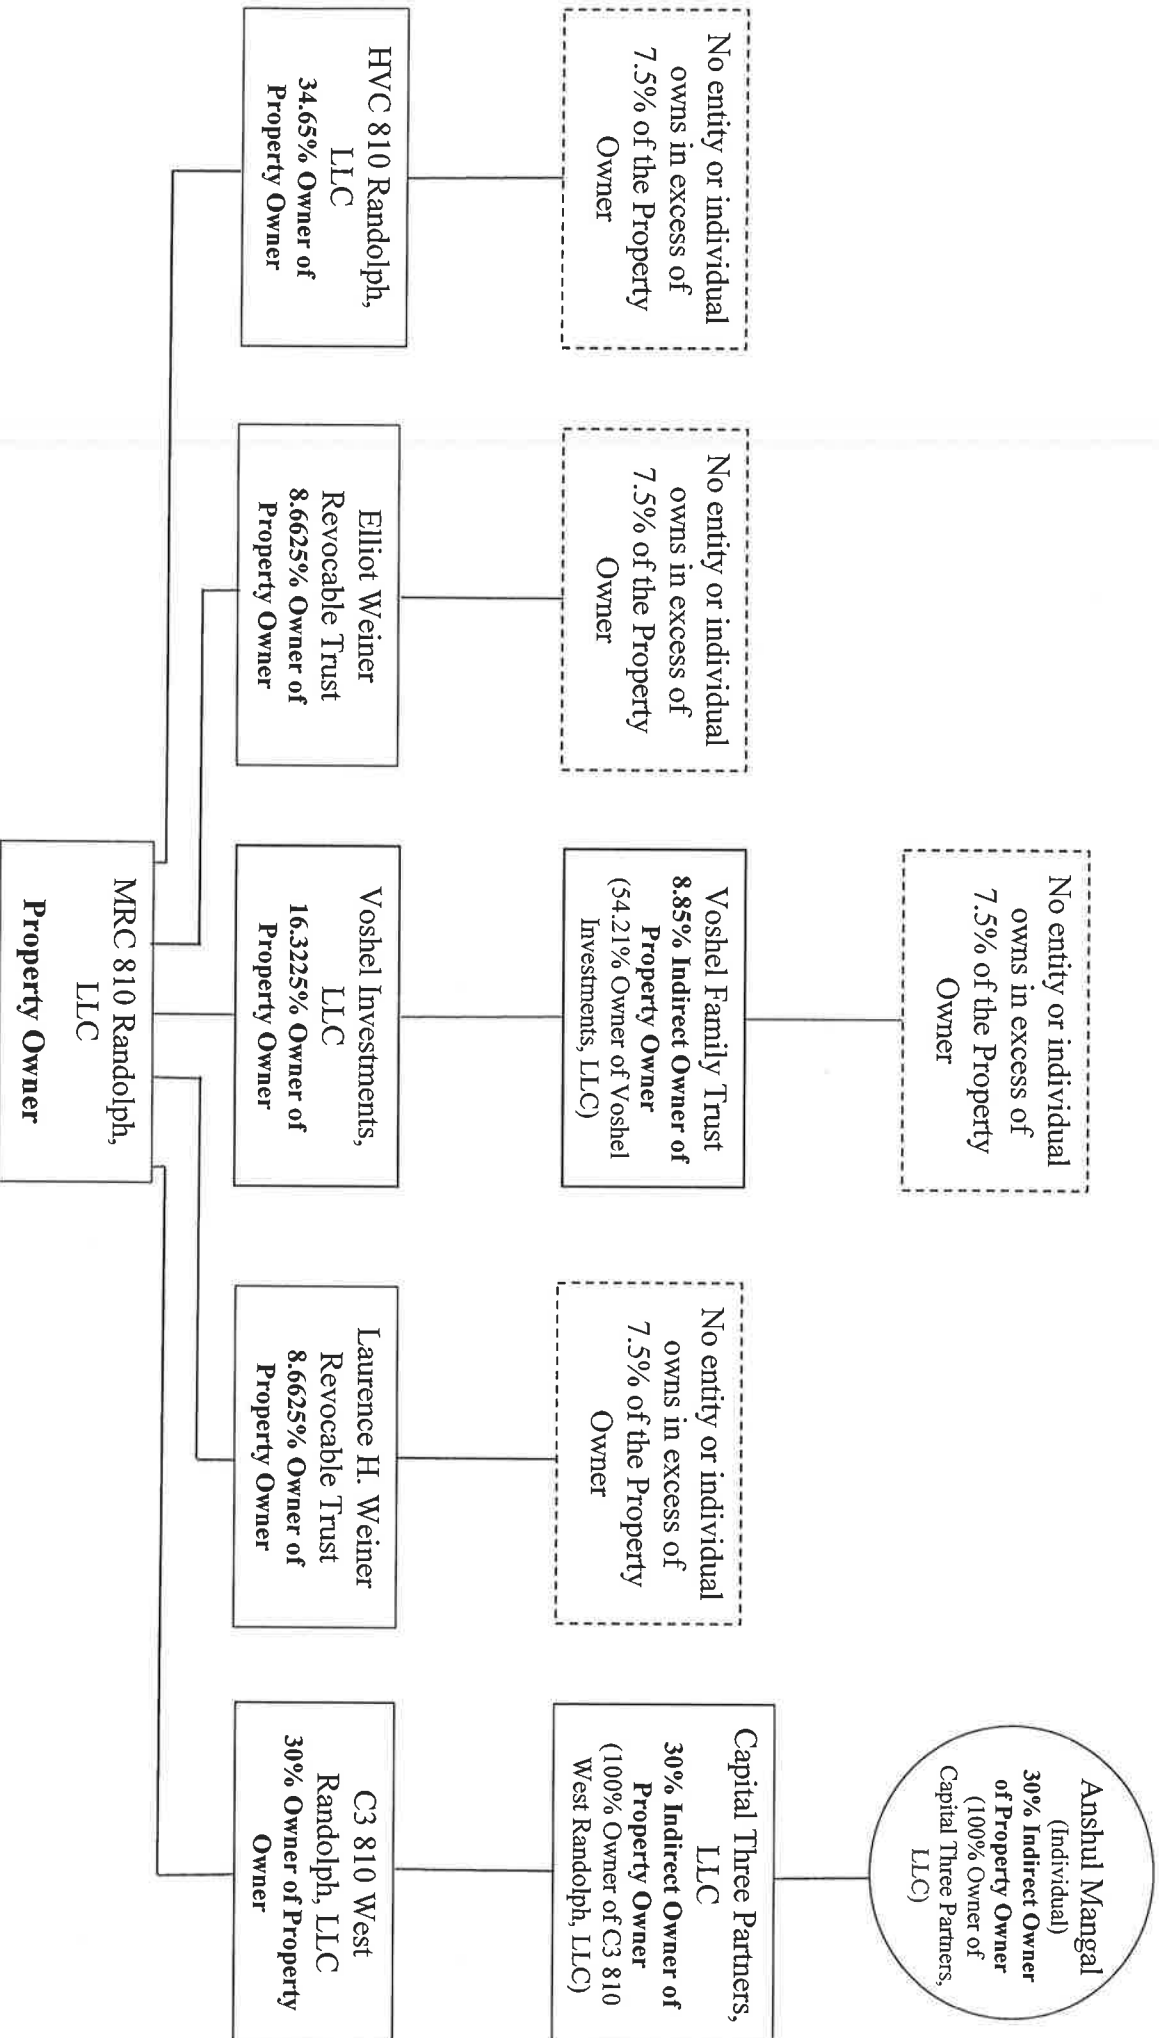 No entity or individual
owns in excess of
7.5% of the Property
Owner
Anshul Mangal
(Individual)
30% Indirect Owner
of Property Owner
(100% Owner of
Capital Three Partners,
LLC)
No entity or individual
owns in excess of
7.5% of the Property
Owner
No entity or individual
owns in excess of
7.5% of the Property
Owner
Voshel Family Trust
8.85% Indirect Owner of
Property Owner
(54.21% Owner of Voshel
Investments, LLC)
No entity or individual
owns in excess of
7.5% of the Property
Owner
Capital Three Partners,
LLC
30% Indirect Owner of
Property Owner
(100% Owner of C3 810
West Randolph, LLC)
HVC 810 Randolph,
LLC
34.65% Owner of
Property Owner
Elliot Weiner
Revocable Trust
8.6625% Owner of
Property Owner
Voshel Investments,
LLC
16.3225% Owner of
Property Owner
Laurence H. Weiner
Revocable Trust
8.6625% Owner of
Property Owner
C3 810 West
Randolph, LLC
30% Owner of Property
Owner
MRC 810 Randolph,
LLC
Property Owner